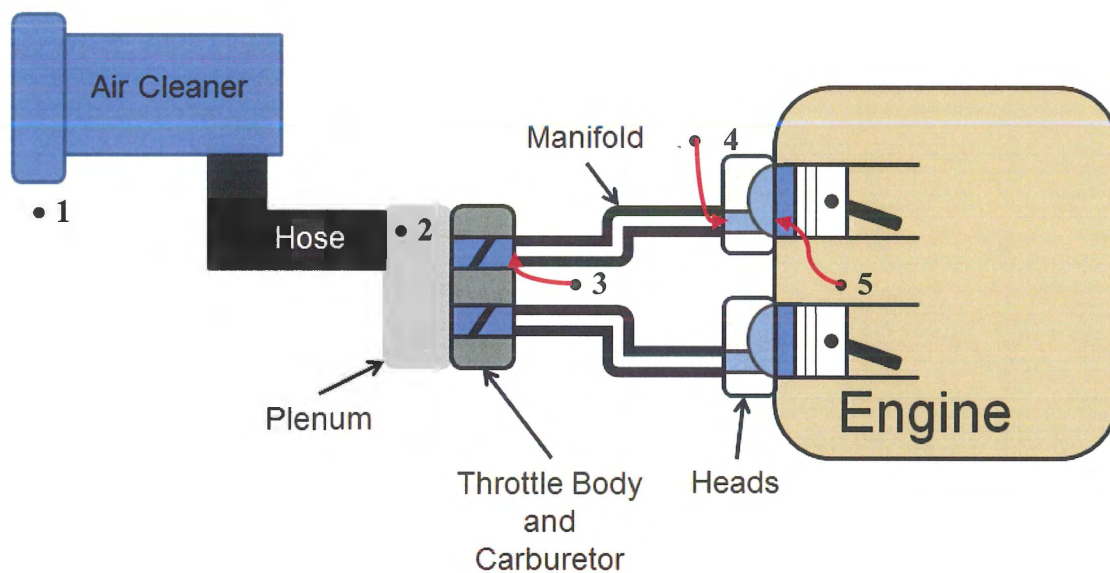 Air Cleaner
1
Hose
2
Manifold
4
3
5
Plenum
Throttle Body
and
Carburetor
Heads
Engine